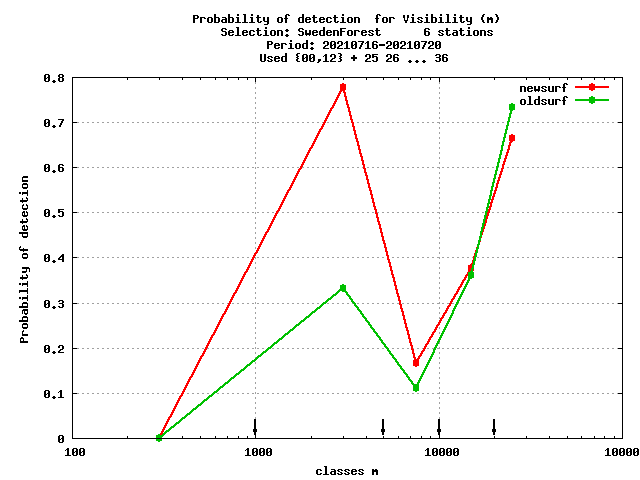 Probability of detection  for Visibility (m)
Selection: SwedenForest      6 stations
Period: 20210716-20210720
Used {00,12} + 25 26 ... 36
newsurf
oldsurf
0.8
0.7
0.6
0.5
0.4
0.3
0.2
0.1
0
Probability of detection
100 1000 10000 10000
classes m